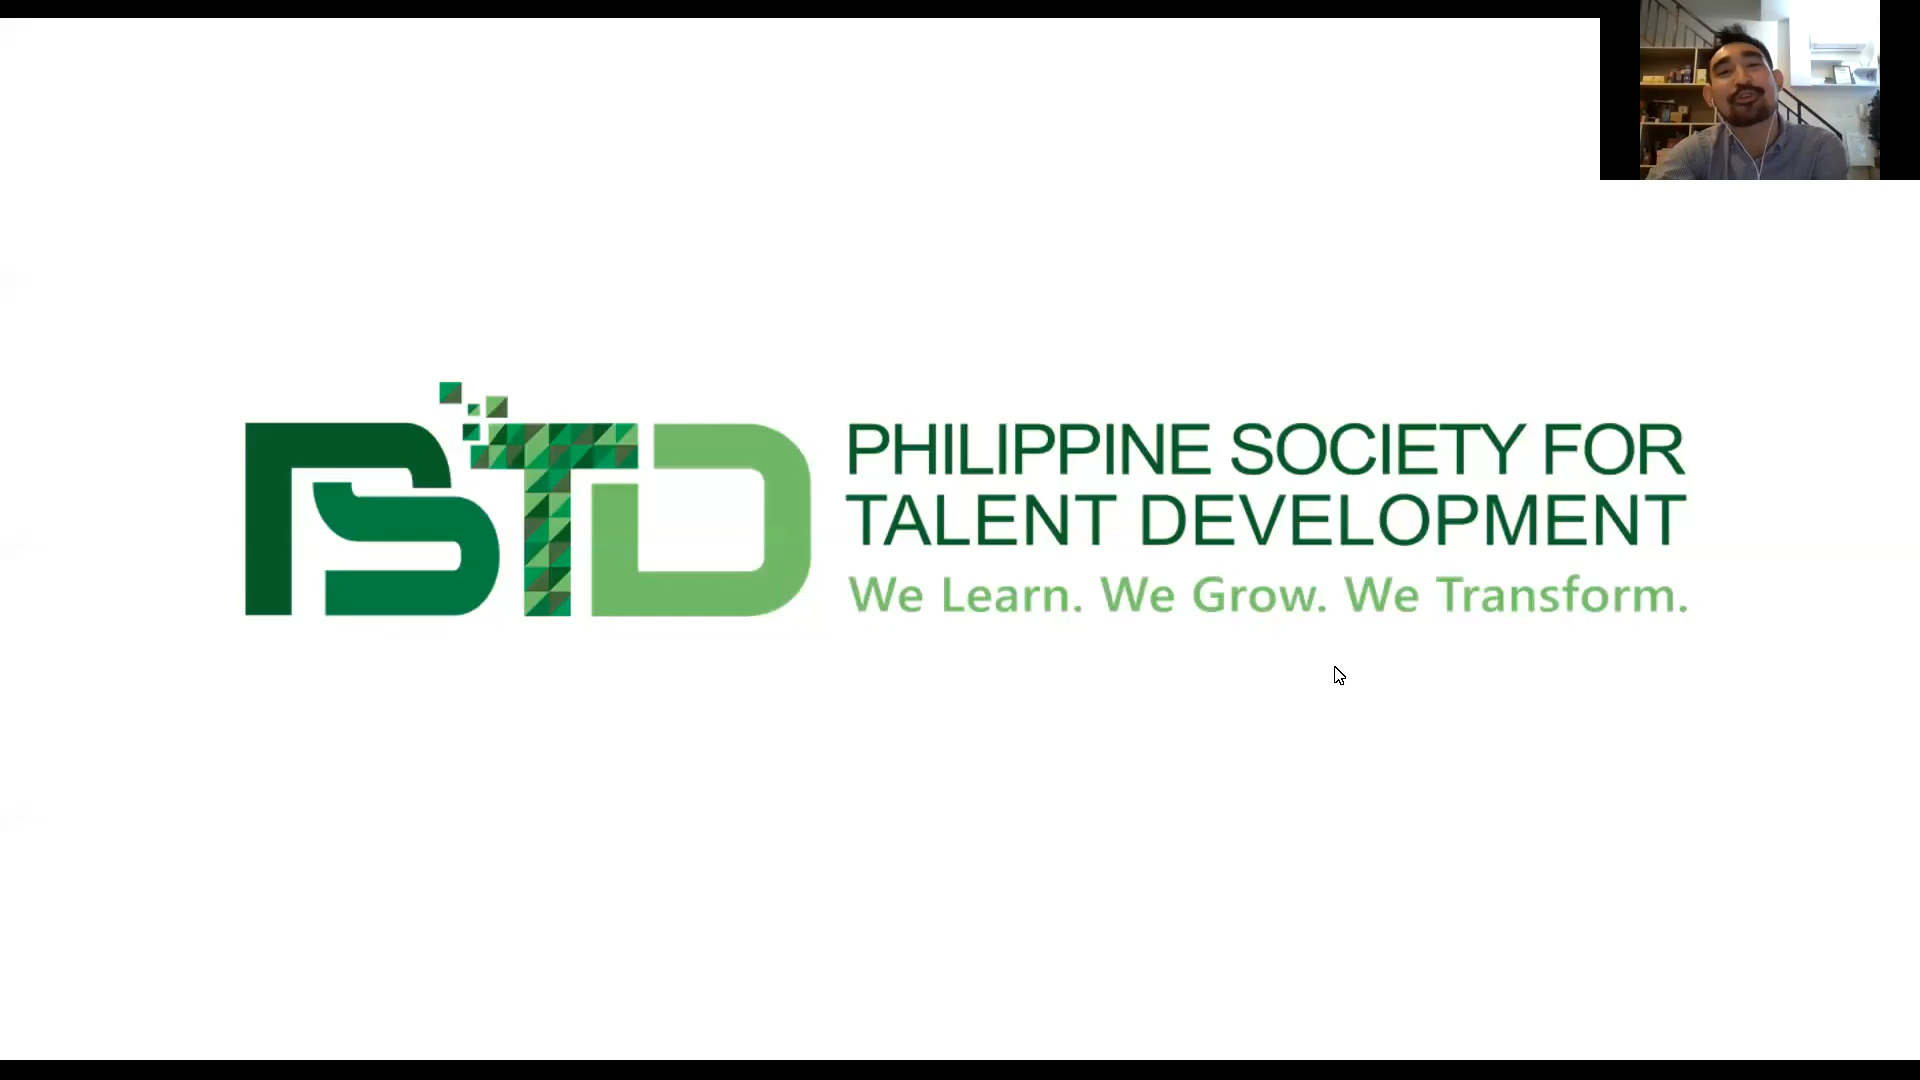 PSTD
PHILIPPINE SOCIETY FOR
TALENT DEVELOPMENT
We Learn. We Grow. We Transform.